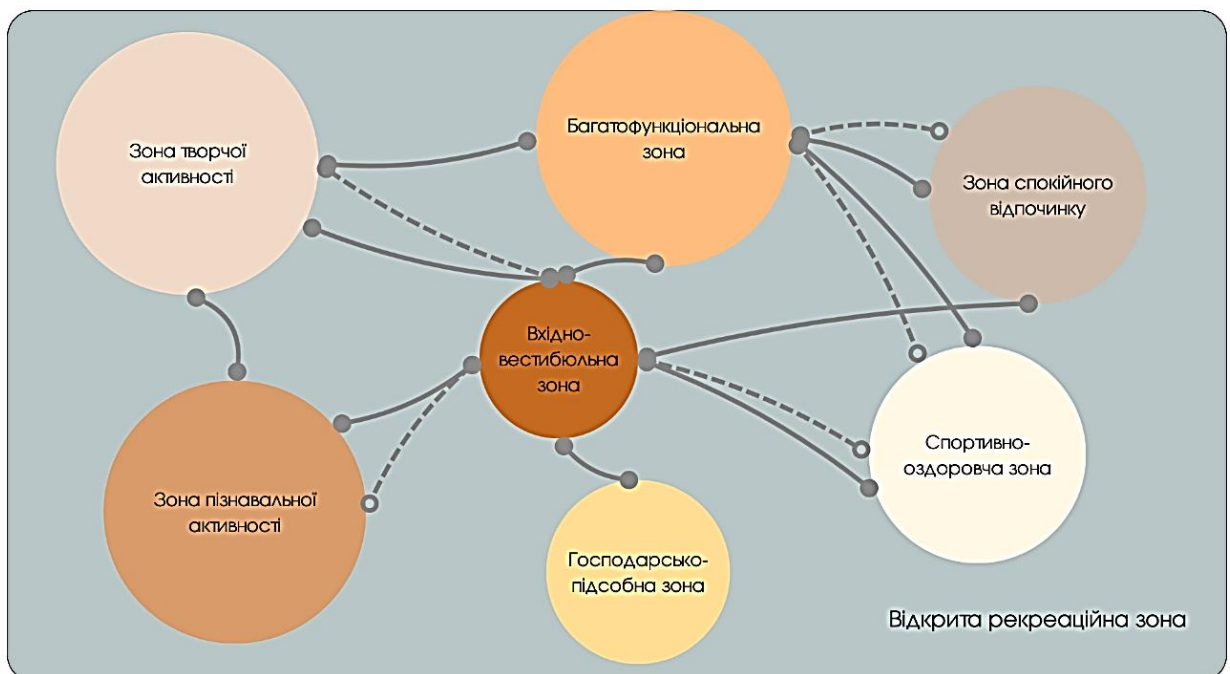 Зона творчої
активності
Багатофункціональна
зона
Зона спокійного
відпочинку
Вхідно-
вестибюльна
зона
Зона пізнавальної
активності
Господарсько-
підсобна зона
Спортивно-
оздоровча зона
Відкрита рекреаційна зона